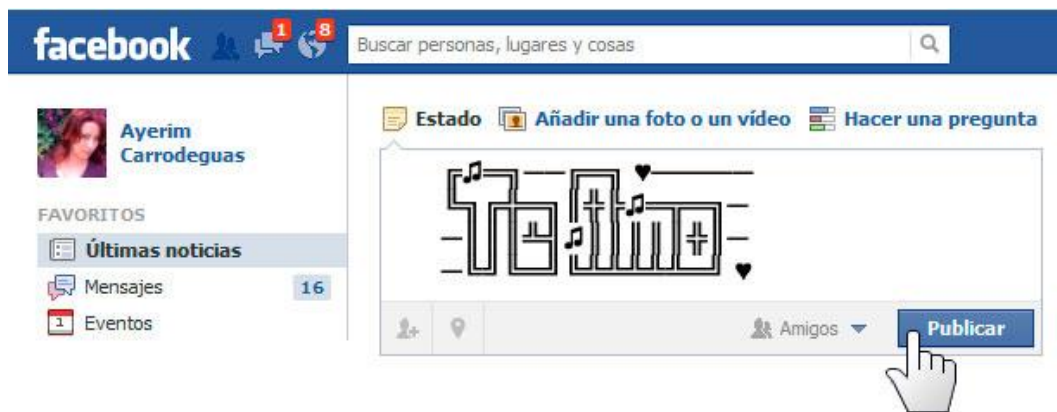 facebook 1 8 Buscar personas, lugares y cosas
Ayerim
Carrodeguas
Estado Añadir una foto o un vídeo Hacer una pregunta
Te Amo
FAVORITOS
Últimas noticias
Mensajes 16
1 Eventos
Amigos Publicar